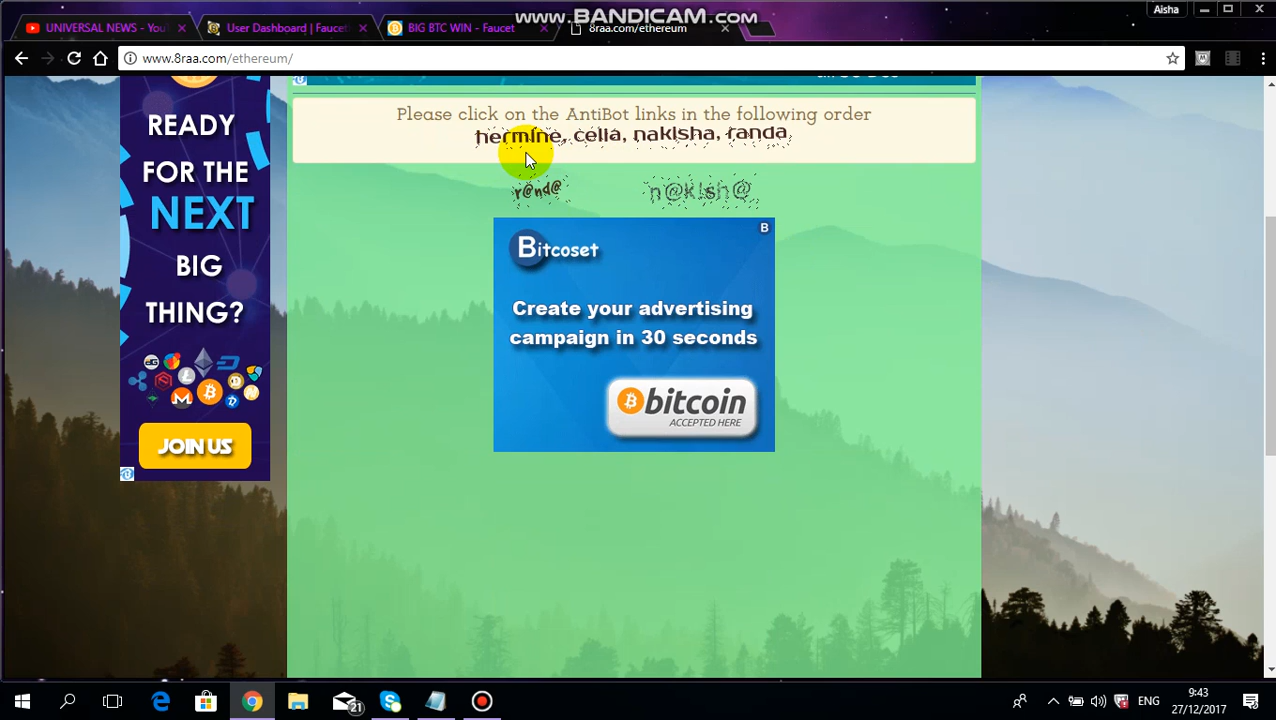 www.BANDICAM.com
Aisha
UNIVERSAL NEWS - You
User Dashboard | Faucet
BIG BTC WIN - Faucet
8raa.com/ethereum
www.8raa.com/ethereum/
READY
FOR THE
NEXT
BIG
THING?
JOIN US
Please click on the AntiBot links in the following order
hermine, cella, nakisha, randa
r@nd@
n@kish@
B
Bitcoset
Create your advertising
campaign in 30 seconds
bitcoin
ACCEPTED HERE
21
ENG
9:43
27/12/2017